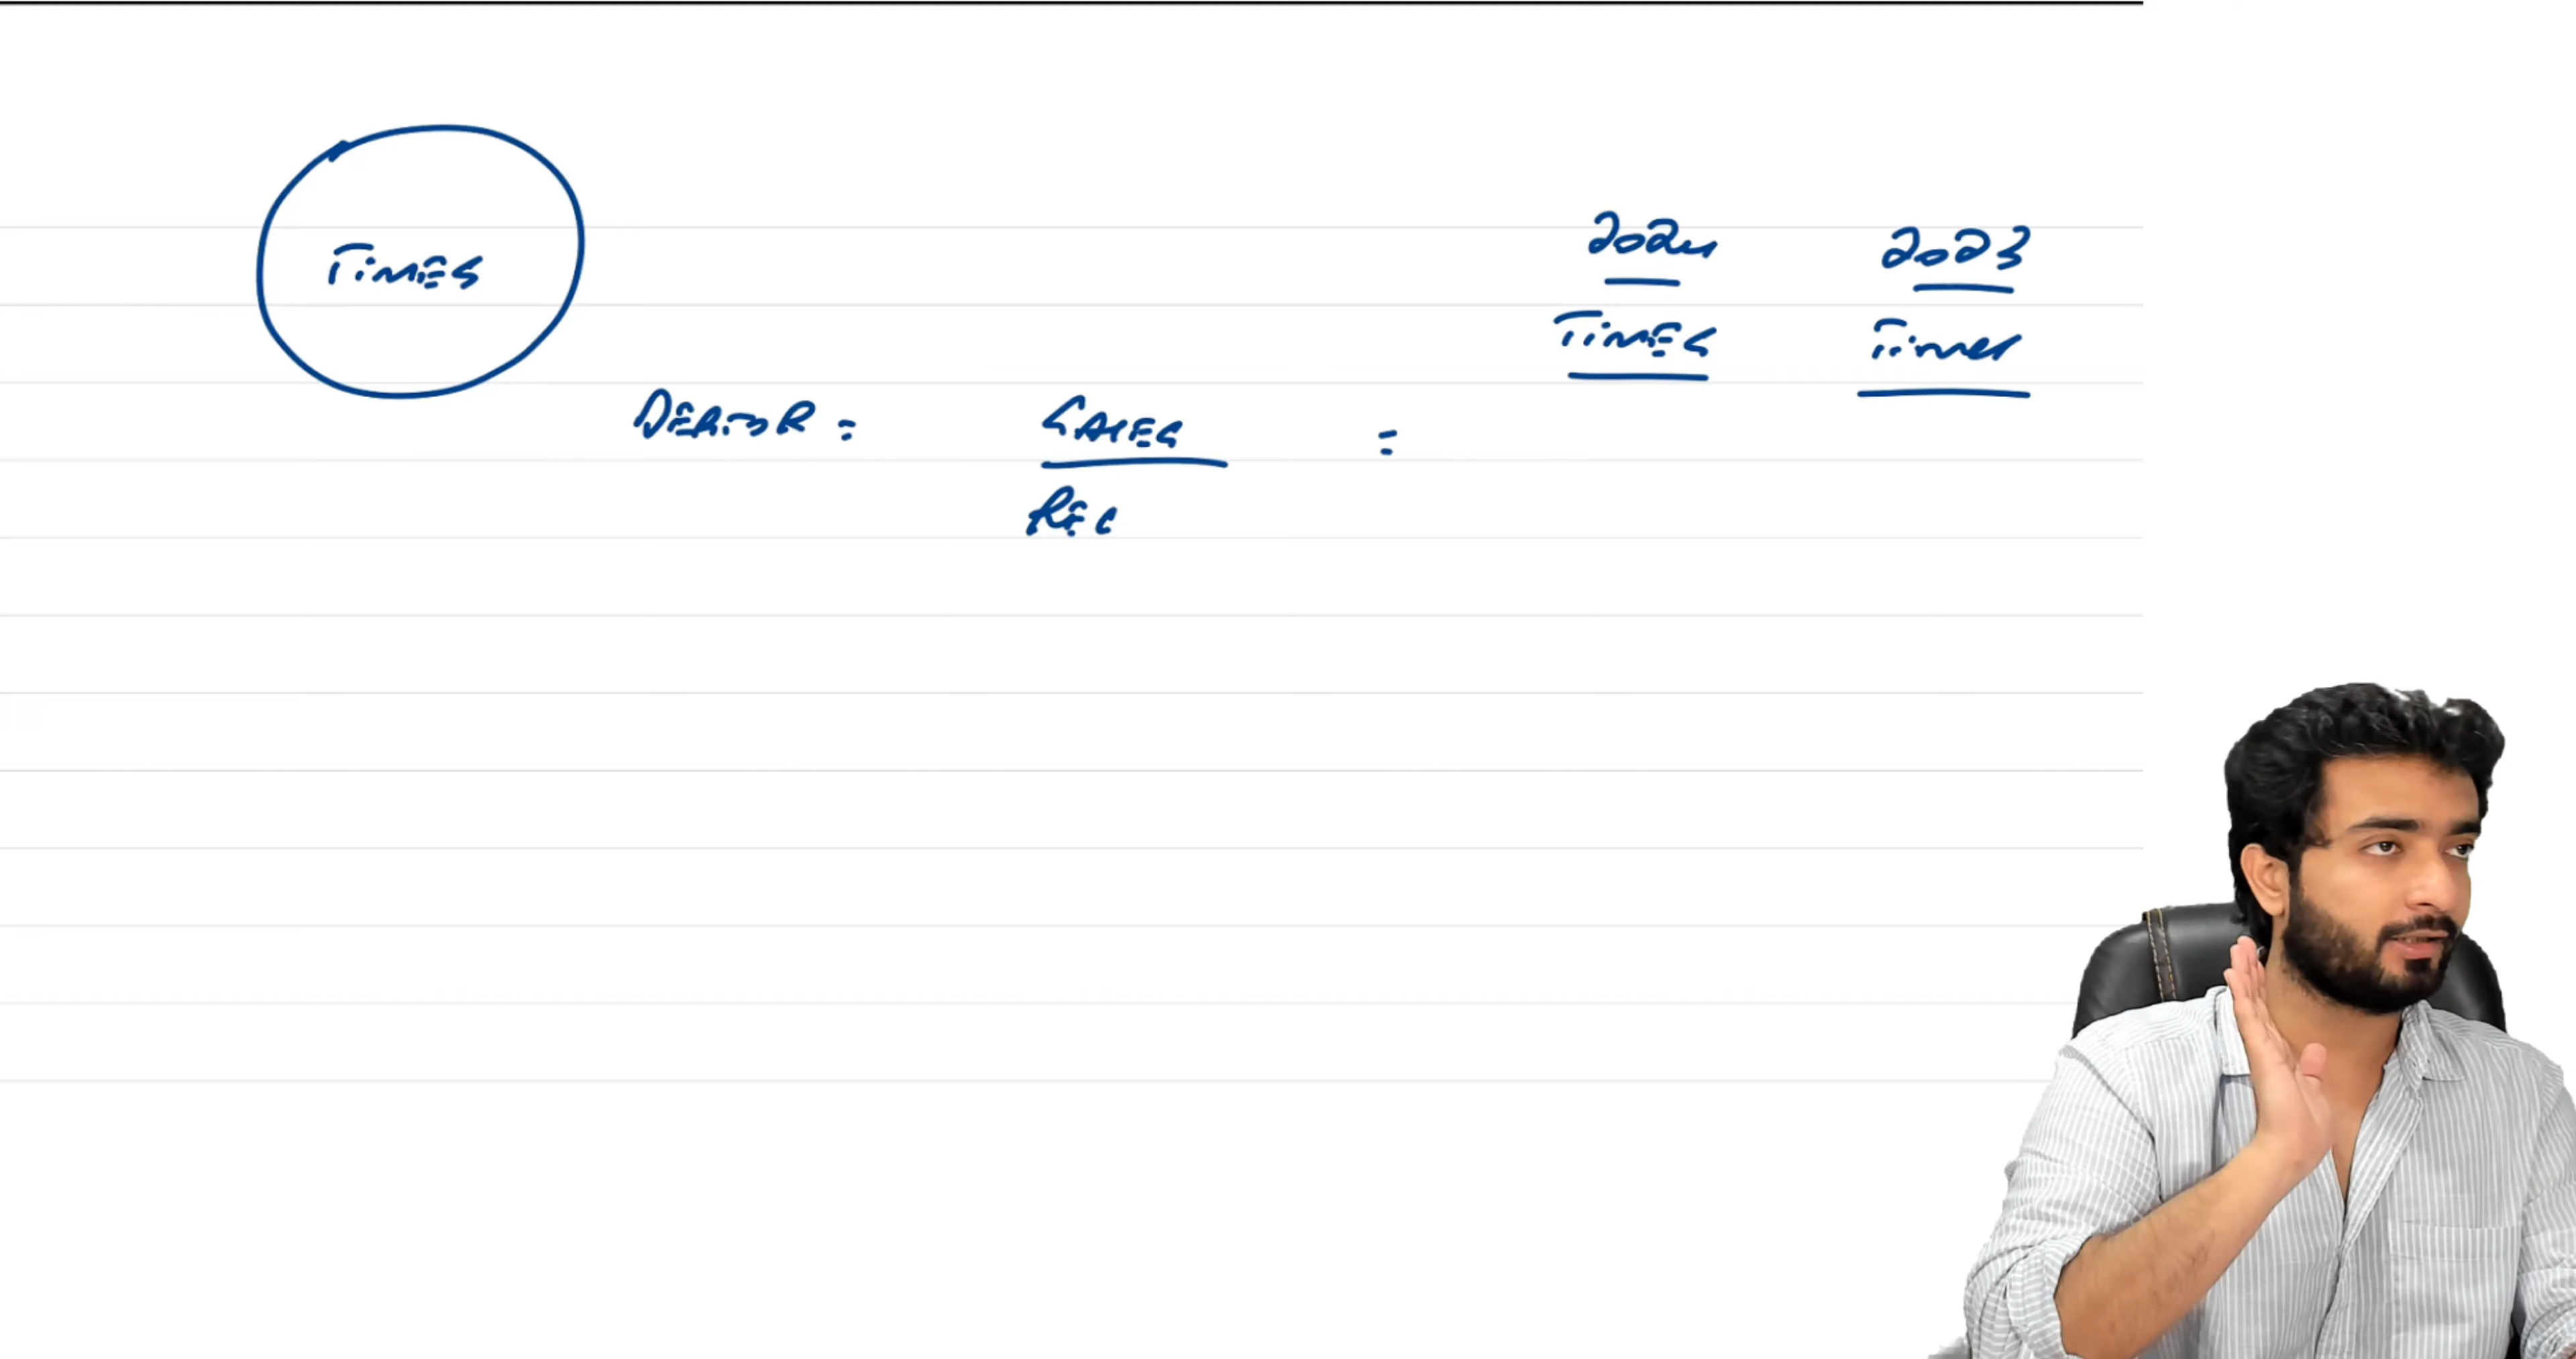 TIMES
2024 2023
TIMES Times
DEBTOR = SALES =
REC